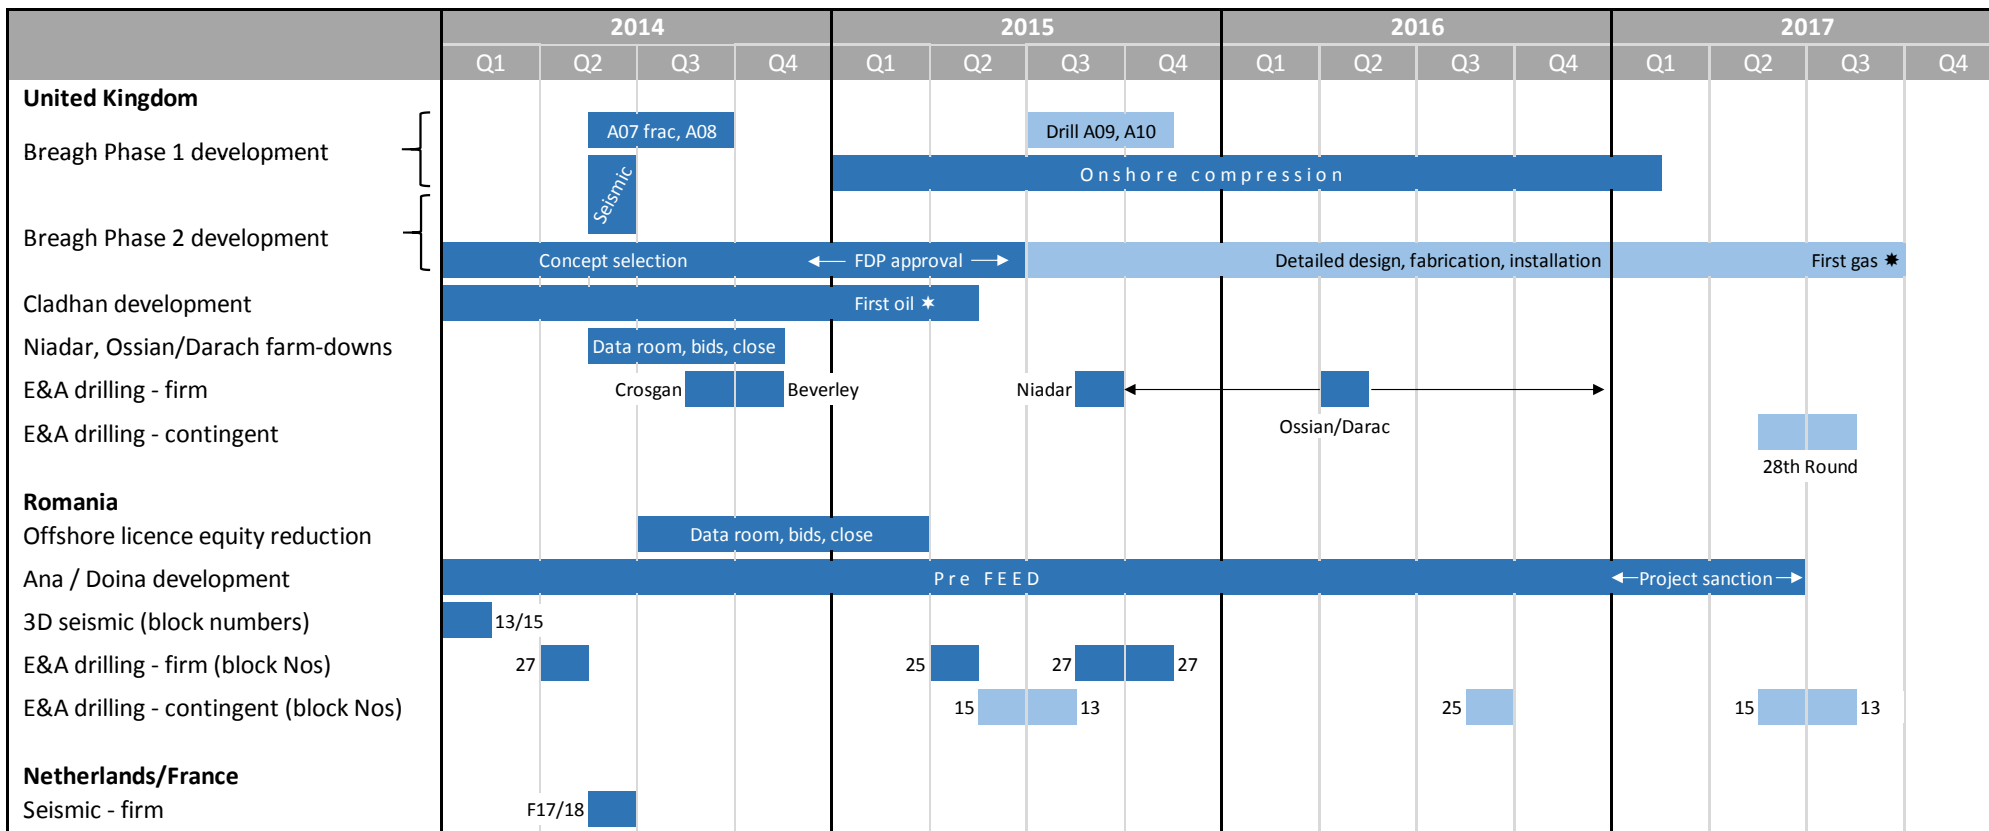 2014 2015 2016 2017
Q1 Q2 Q3 Q4 Q1 Q2 Q3 Q4 Q1 Q2 Q3 Q4 Q1 Q2 Q3 Q4
United Kingdom
A07 frac, A08 Drill A09, A10
Breagh Phase 1 development
Onshore compression
Seismic
Breagh Phase 2 development
Concept selection FDP approval Detailed design, fabrication, installation First gas
Cladhan development First oil
Niadar, Ossian/Darach farm-downs Data room, bids, close
E&A drilling - firm Crosgan Beverley Niadar
Ossian/Darac
E&A drilling - contingent
28th Round
Romania
Offshore licence equity reduction Data room, bids, close
Ana / Doina development Pre FEED Project sanction
3D seismic (block numbers) 13/15
E&A drilling - firm (block Nos) 27 25 27 27
E&A drilling - contingent (block Nos) 15 13 25 15 13
Netherlands/France
Seismic - firm F17/18